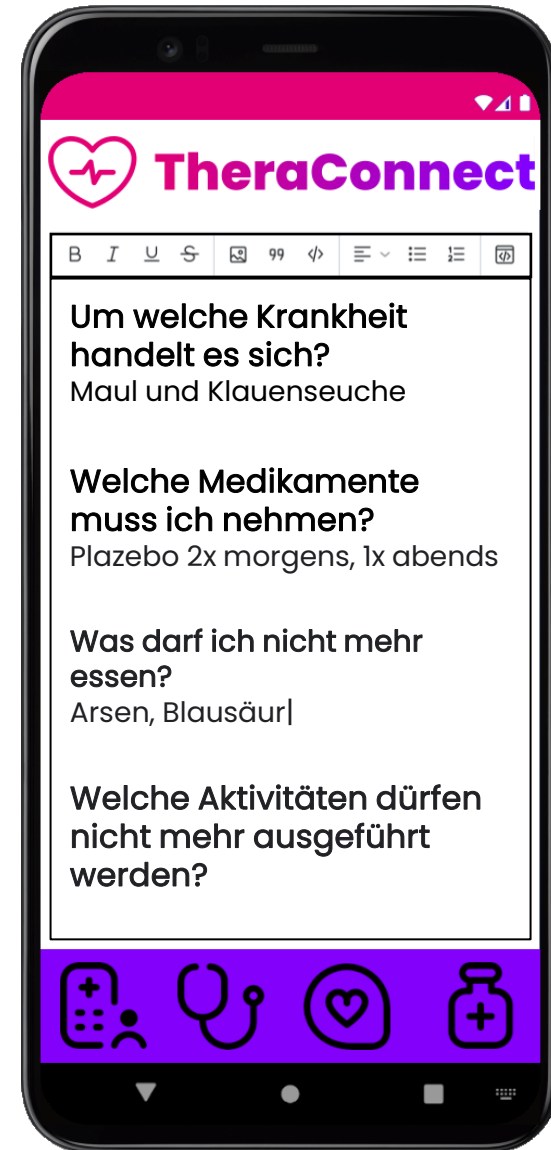 TheraConnect
B I U S 99 </>
Um welche Krankheit
handelt es sich?
Maul und Klauenseuche
Welche Medikamente
muss ich nehmen?
Plazebo 2x morgens, 1x abends
Was darf ich nicht mehr
essen?
Arsen, Blausäur
Welche Aktivitäten dürfen
nicht mehr ausgeführt
werden?